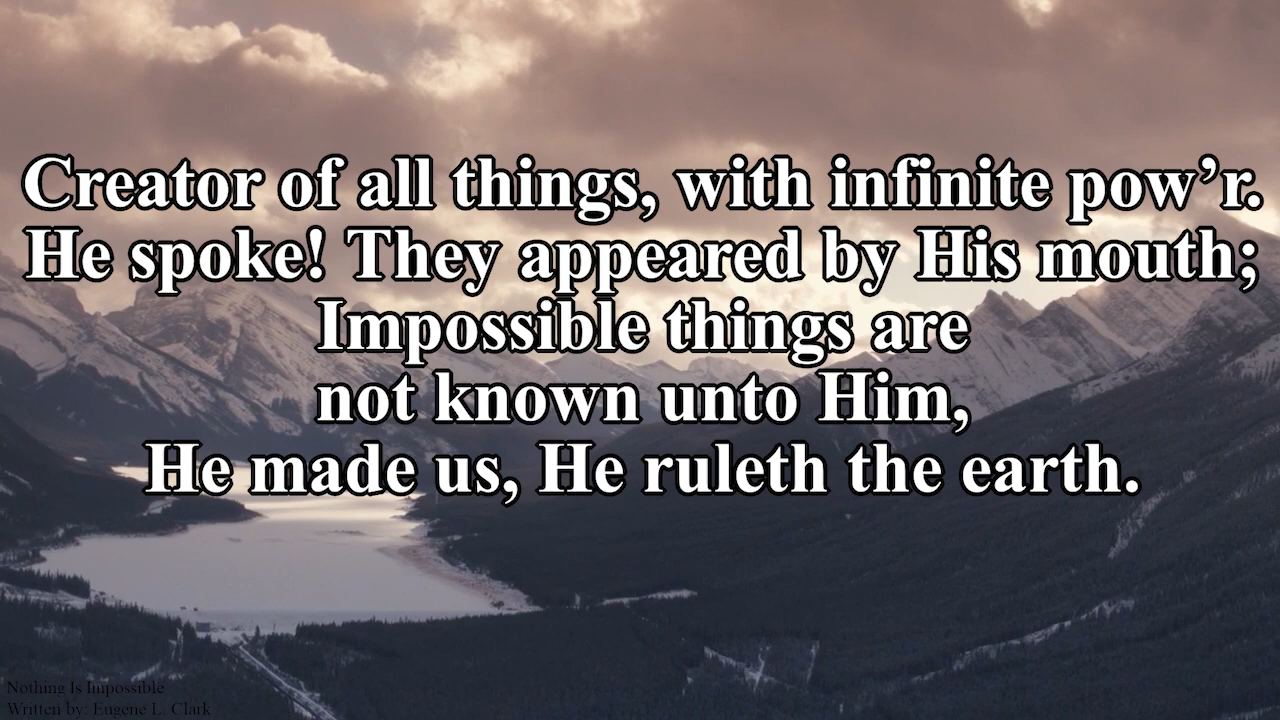 Creator of all things, with infinite pow’r.
He spoke! They appeared by His mouth;
Impossible things are
not known unto Him,
He made us, He ruleth the earth.
Nothing Is Impossible
Written by: Eugene L. Clark